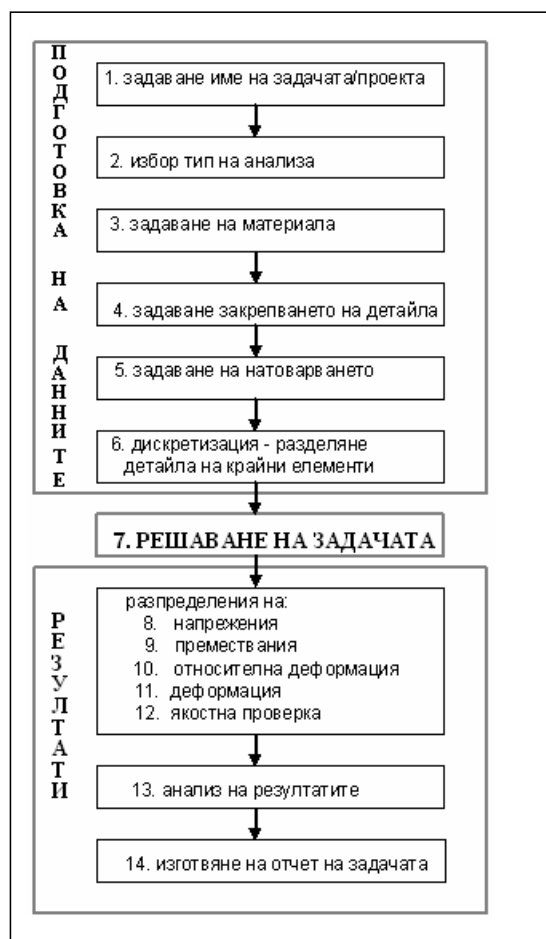 ПОДГОТОВКА НА ДАННИТЕ
1. задаване име на задачата/проекта
2. избор тип на анализа
3. задаване на материала
4. задаване закрепването на детайла
5. задаване на натоварването
6. дискретизация - разделяне
детайла на крайни елементи
7. РЕШАВАНЕ НА ЗАДАЧАТА
РЕЗУЛТАТИ
разпределения на:
8. напрежения
9. премествания
10. относителна деформация
11. деформация
12. якостна проверка
13. анализ на резултатите
14. изготвяне на отчет на задачата